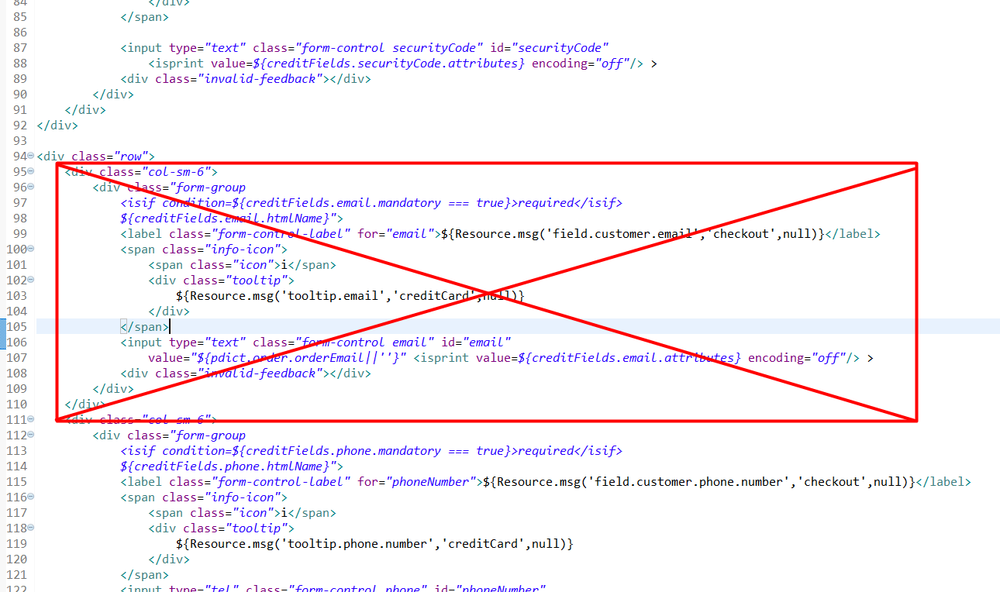 84                </div>
85            </span>
86
87            <input type="text" class="form-control securityCode" id="securityCode"
88                <isprint value=${creditFields.securityCode.attributes} encoding="off"/> >
89            <div class="invalid-feedback"></div>
90        </div>
91    </div>
92 </div>
93
94 <div class="row">
95    <div class="col-sm-6">
96        <div class="form-group
97            <isif condition=${creditFields.email.mandatory === true}>required</isif>
98            ${creditFields.email.htmlName}">
99            <label class="form-control-label" for="email">${Resource.msg('field.customer.email','checkout',null)}</label>
100            <span class="info-icon">
101                <span class="icon">i</span>
102                <div class="tooltip">
103                    ${Resource.msg('tooltip.email','creditCard',null)}
104                </div>
105            </span>
106            <input type="text" class="form-control email" id="email"
107                value="${pdict.order.orderEmail||''}" <isprint value=${creditFields.email.attributes} encoding="off"/> >
108            <div class="invalid-feedback"></div>
109        </div>
110    </div>
111    <div class="col-sm-6">
112        <div class="form-group
113            <isif condition=${creditFields.phone.mandatory === true}>required</isif>
114            ${creditFields.phone.htmlName}">
115            <label class="form-control-label" for="phoneNumber">${Resource.msg('field.customer.phone.number','checkout',null)}</label>
116            <span class="info-icon">
117                <span class="icon">i</span>
118                <div class="tooltip">
119                    ${Resource.msg('tooltip.phone.number','creditCard',null)}
120                </div>
121            </span>
122            <input type="tel" class="form-control phone" id="phoneNumber"